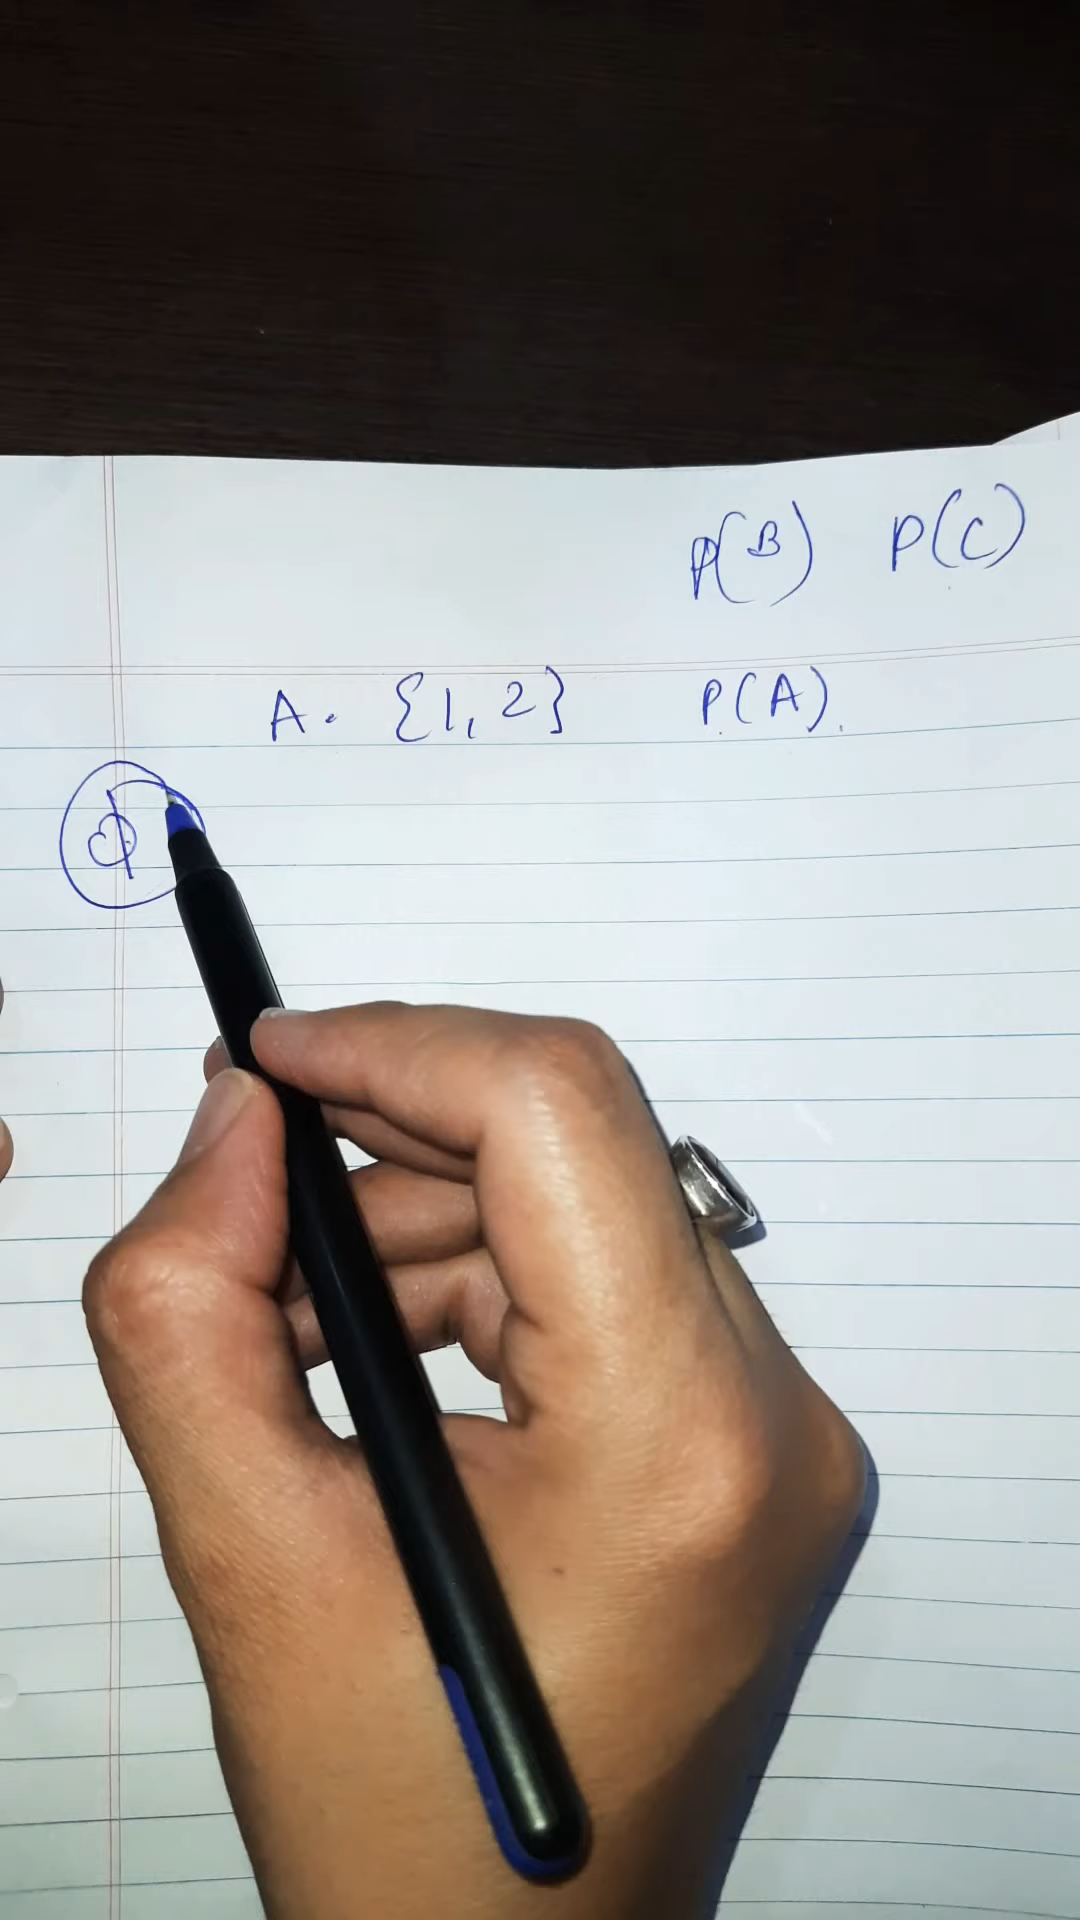 P(B) P(C)
A. {1, 2} P(A).
φ